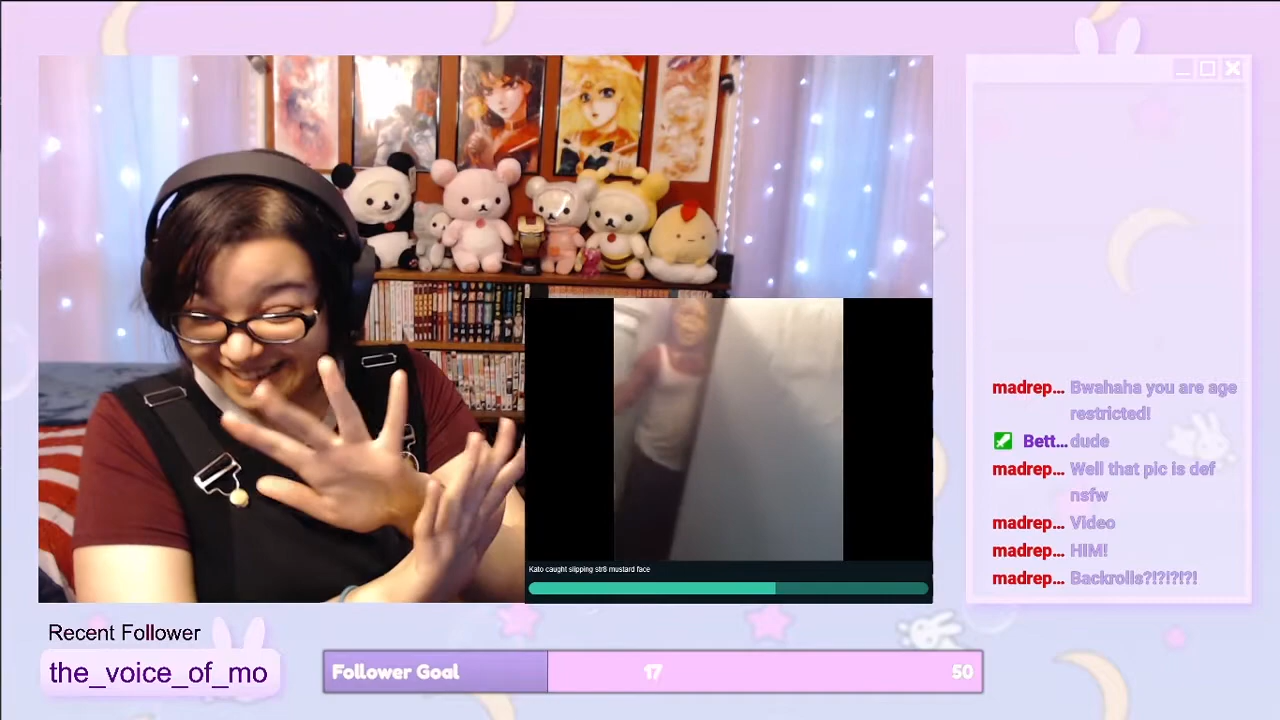 madrep... Bwahaha you are age
restricted!
Bett... dude
madrep... Well that pic is def
nsfw
madrep... Video
madrep... HIM!
madrep... Backrolls?!?!?!?!
Kato caught slipping str8 mustard face
Recent Follower
the_voice_of_mo
Follower Goal 17 50